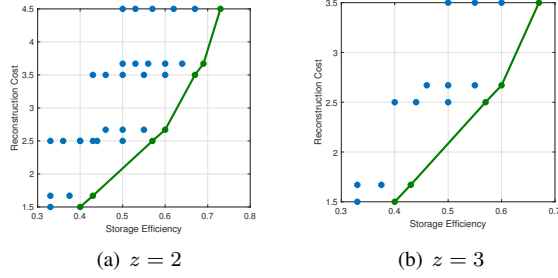 4.5
4
3.5
3
2.5
2
1.5
Reconstruction Cost
0.3 0.4 0.5 0.6 0.7 0.8
Storage Efficiency
(a) z = 2
3.5
3
2.5
2
1.5
Reconstruction Cost
0.3 0.4 0.5 0.6 0.7
Storage Efficiency
(b) z = 3